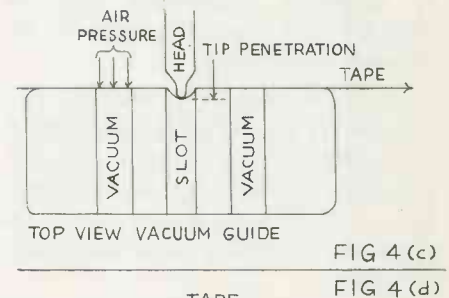 AIR
PRESSURE
HEAD
TIP PENETRATION
TAPE
VACUUM
SLOT
VACUUM
TOP VIEW VACUUM GUIDE
FIG 4 (c)
FIG 4 (d)
TAPE